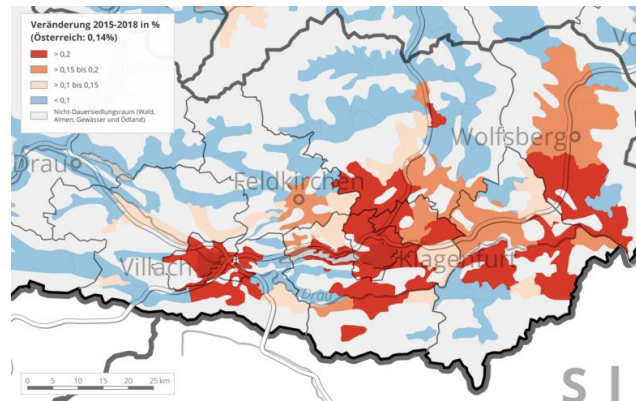 Veränderung 2015-2018 in %
(Österreich: 0,14%)
> 0,2
> 0,15 bis 0,2
> 0,1 bis 0,15
< 0,1
Nicht-Dauersiedlungsraum (Wald,
Almen, Gewässer und Ödland)
Vo
Wolfsberg
Drau
Feldkirchen
Villach
Klagenfurt
(Drau)
0 5 10 15 20 25 km
S I